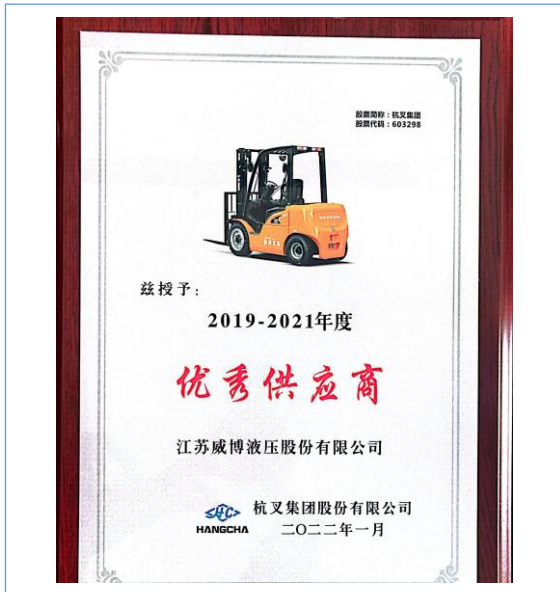 股票简称：杭叉集团
股票代码：603298
兹授予：
2019-2021年度
优秀供应商
江苏威博液压股份有限公司
HC
HANGCHA
杭叉集团股份有限公司
二〇二二年一月